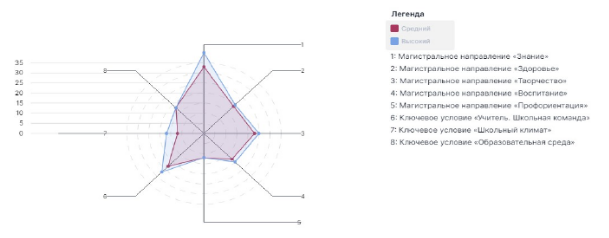 Легенда
Средний
Высокий
1: Магистральное направление «Знание»
2: Магистральное направление «Здоровье»
3: Магистральное направление «Творчество»
4: Магистральное направление «Воспитание»
5: Магистральное направление «Профориентация»
6: Ключевое условие «Учитель. Школьная команда»
7: Ключевое условие «Школьный климат»
8: Ключевое условие «Образовательная среда»
35
30
25
20
15
10
5
0
1
2
3
4
5
6
7
8